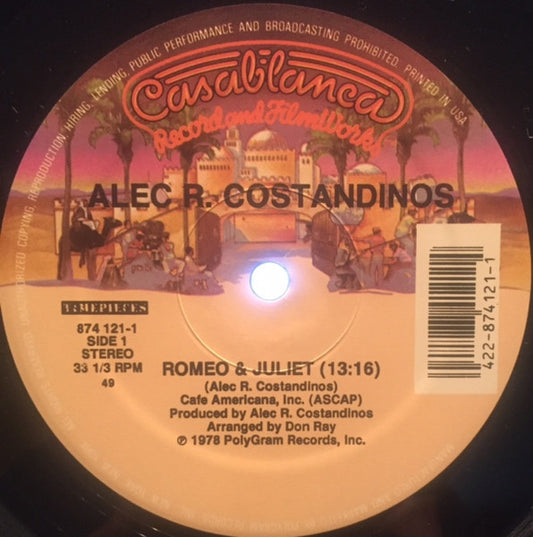 UNAUTHORIZED COPYING, REPRODUCTION, HIRING, LENDING, PUBLIC PERFORMANCE AND BROADCASTING PROHIBITED. PRINTED IN USA
Casablanca
Record and FilmWorks
ALEC R. COSTANDINOS
TIMEPIECES
874 121-1
SIDE 1
STEREO
33 1/3 RPM
49
422-874121-1
ROMEO & JULIET (13:16)
(Alec R. Costandinos)
Cafe Americana, Inc. (ASCAP)
Produced by Alec R. Costandinos
Arranged by Don Ray
℗ 1978 PolyGram Records, Inc.